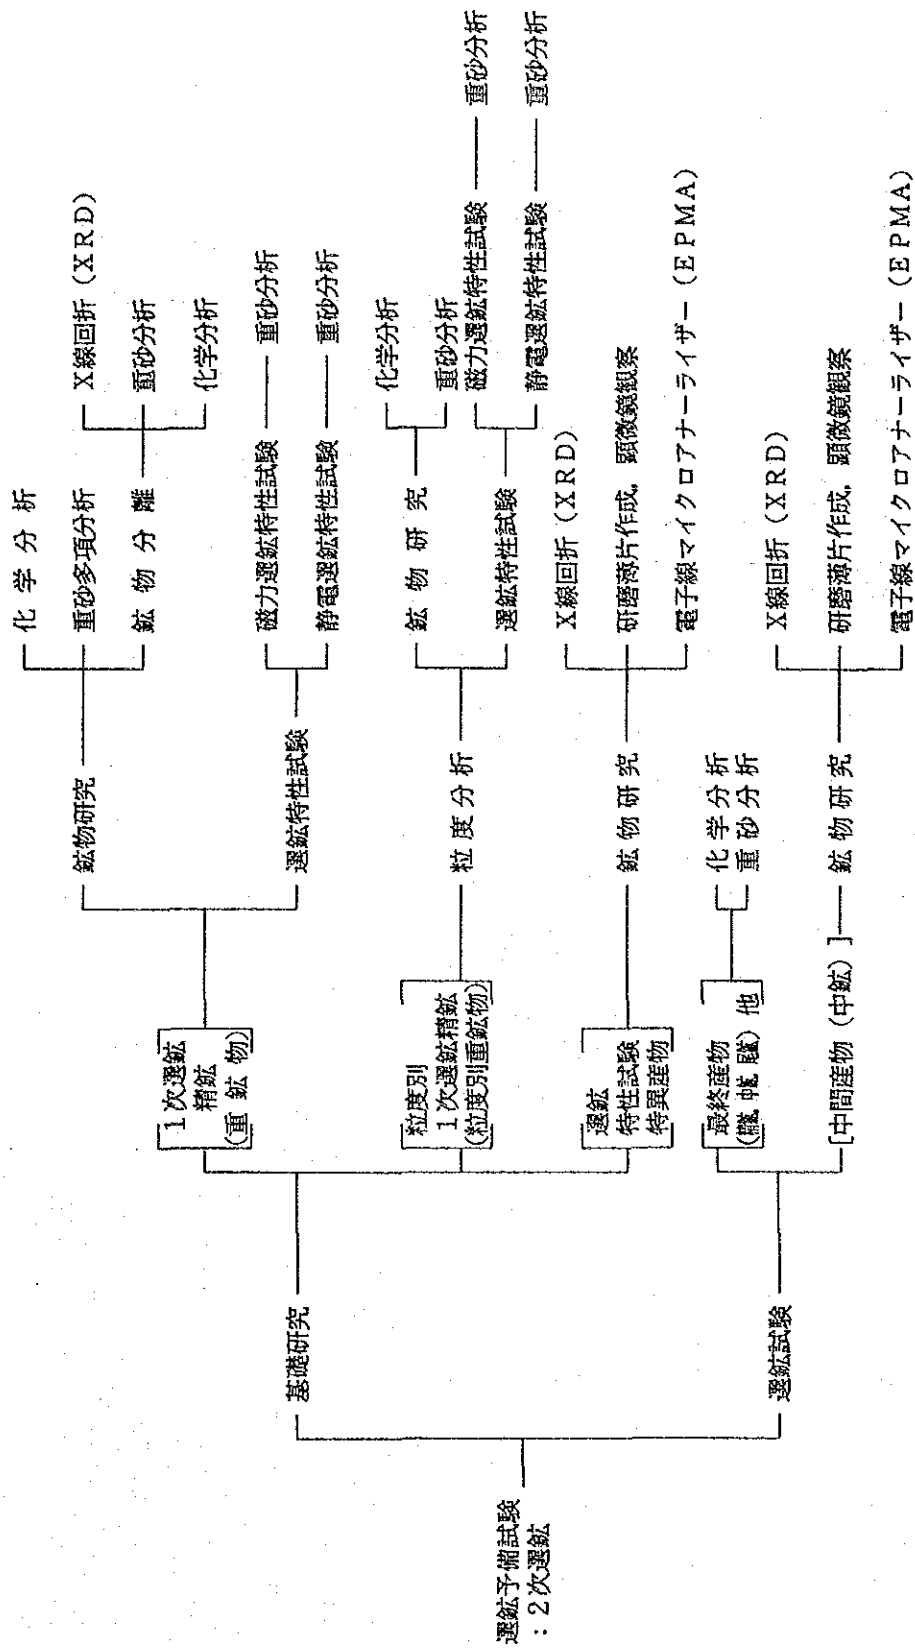 選鉱予備試験
：2次選鉱
基礎研究
1次選鉱
精鉱
(重鉱物)
鉱物研究
化学分析
重砂多項分析
鉱物分離
X線回折（XRD）
重砂分析
化学分析
選鉱特性試験
磁力選鉱特性試験
重砂分析
静電選鉱特性試験
重砂分析
粒度別
1次選鉱精鉱
(粒度別重鉱物)
粒度分析
鉱物研究
化学分析
重砂分析
選鉱特性試験
磁力選鉱特性試験
重砂分析
静電選鉱特性試験
重砂分析
選鉱
特性試験
特異産物
鉱物研究
X線回折（XRD）
研磨薄片作成，顕微鏡観察
電子線マイクロアナーライザー（EPMA）
選鉱試験
最終産物
他
化学分析
重砂分析
[中間産物（中鉱）]
鉱物研究
X線回折（XRD）
研磨薄片作成，顕微鏡観察
電子線マイクロアナーライザー（EPMA）